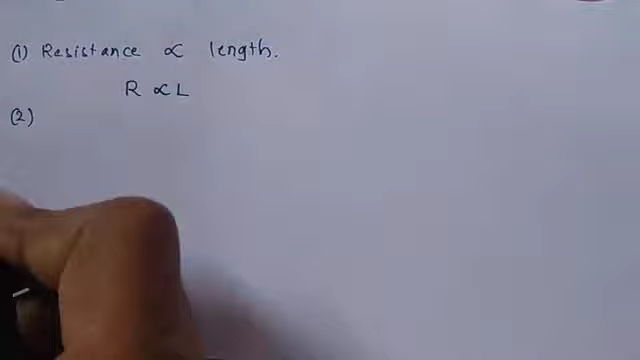 (1) Resistance ∝ length.
R ∝ L
(2)